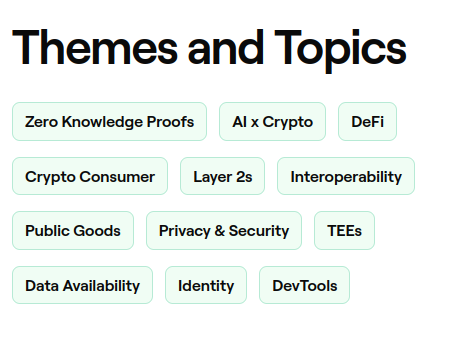 Themes and Topics
Zero Knowledge Proofs AI x Crypto DeFi
Crypto Consumer Layer 2s Interoperability
Public Goods Privacy & Security TEEs
Data Availability Identity DevTools